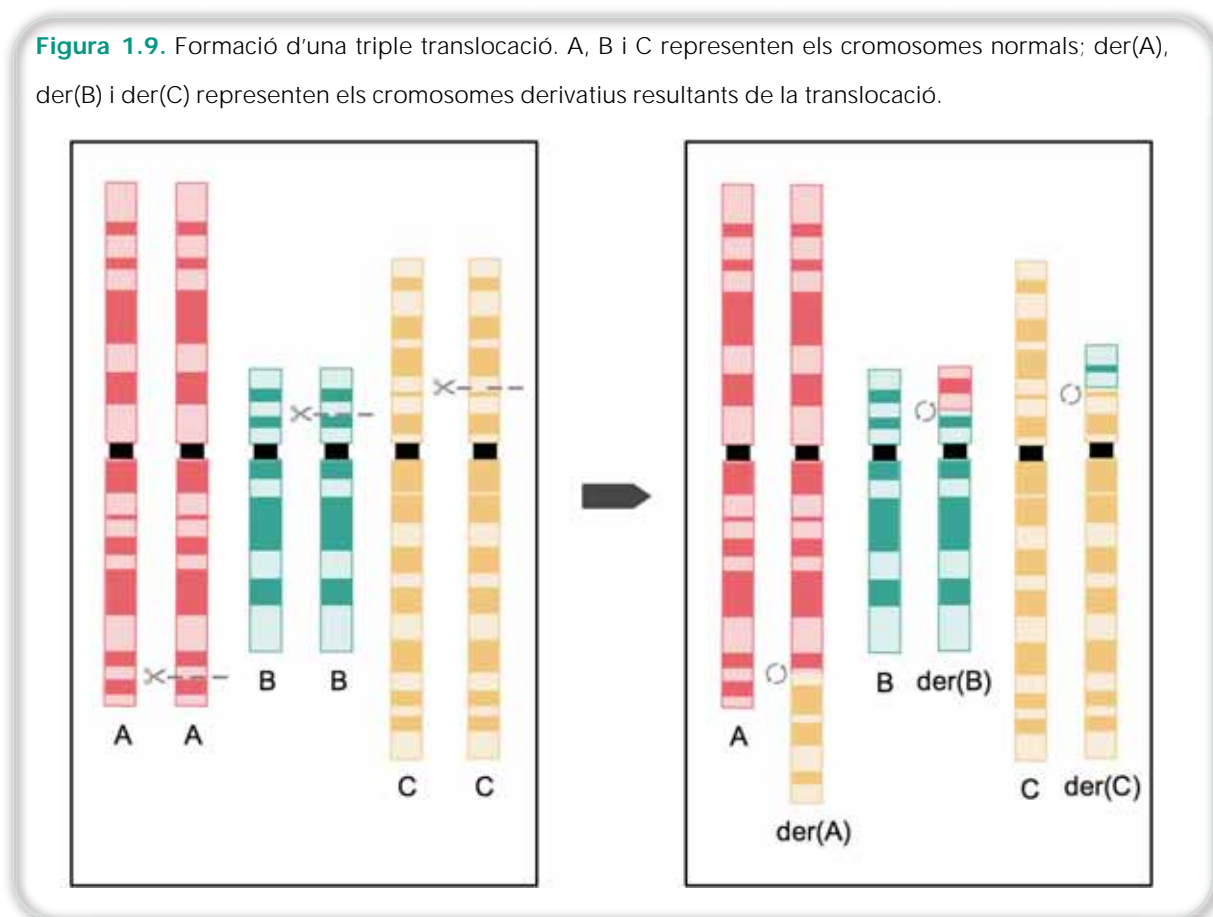 Figura 1.9. Formació d’una triple translocació. A, B i C representen els cromosomes normals; der(A),
der(B) i der(C) representen els cromosomes derivatius resultants de la translocació.
A A
B B
C C
A
der(A)
B der(B)
C der(C)